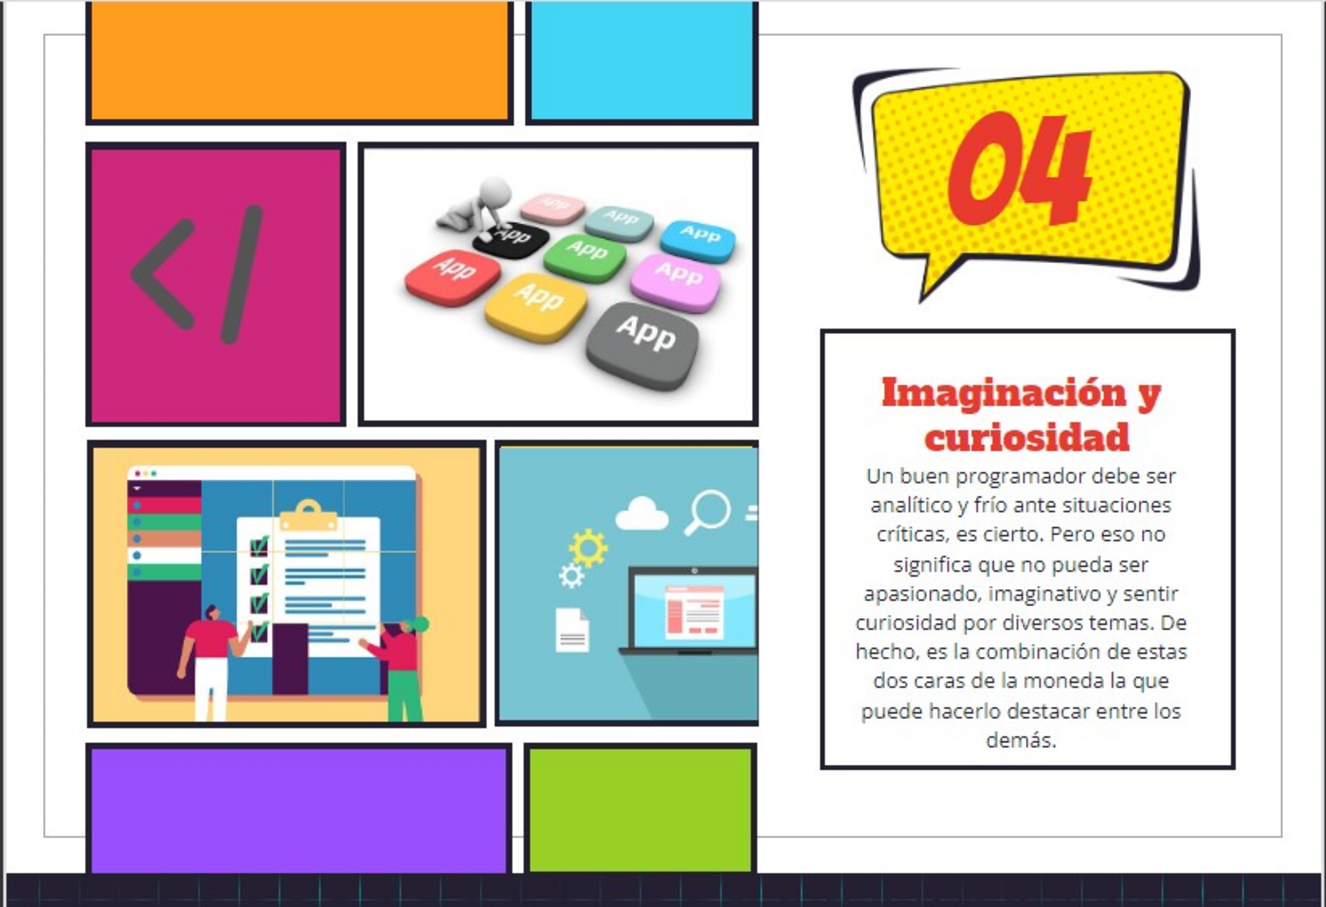 04
</
App
App
App
App
App
App
App
App
App
Imaginación y
curiosidad
Un buen programador debe ser
analítico y frío ante situaciones
críticas, es cierto. Pero eso no
significa que no pueda ser
apasionado, imaginativo y sentir
curiosidad por diversos temas. De
hecho, es la combinación de estas
dos caras de la moneda la que
puede hacerlo destacar entre los
demás.